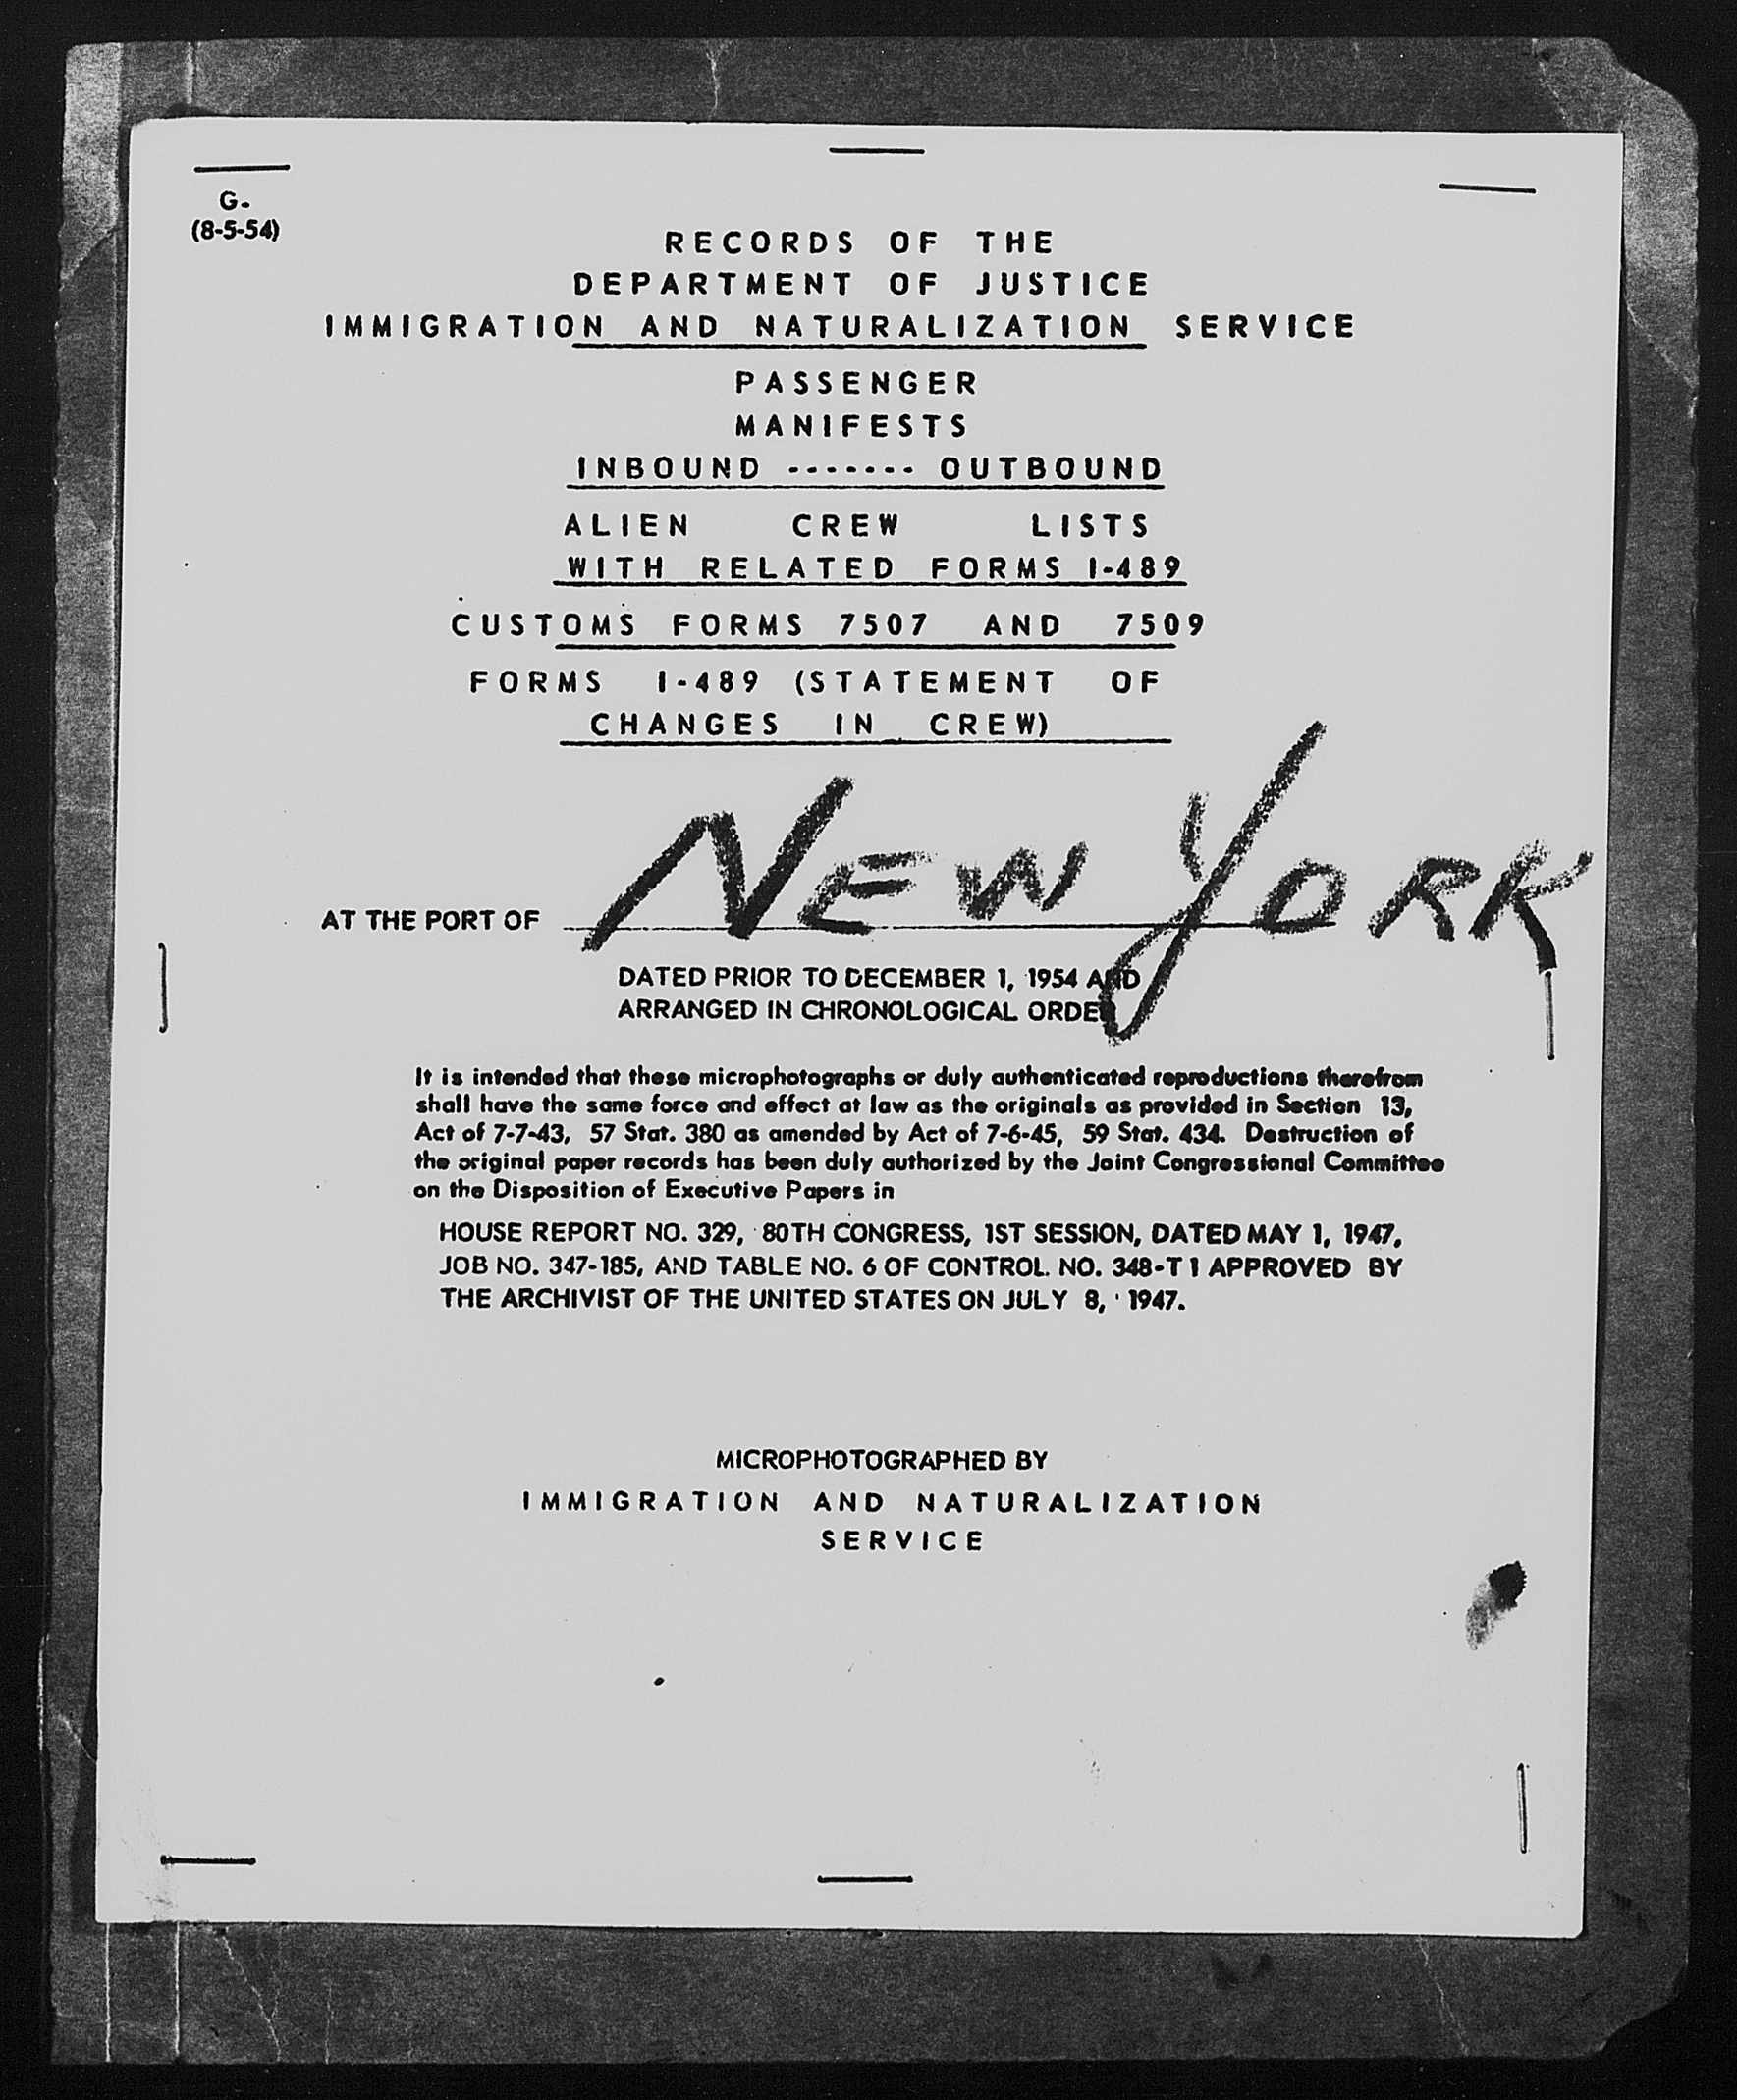 G.
(8-5-54)
RECORDS OF THE
DEPARTMENT OF JUSTICE
IMMIGRATION AND NATURALIZATION SERVICE
PASSENGER
MANIFESTS
INBOUND ------- OUTBOUND
ALIEN CREW LISTS
WITH RELATED FORMS I-489
CUSTOMS FORMS 7507 AND 7509
FORMS I-489 (STATEMENT OF
CHANGES IN CREW)
AT THE PORT OF NEW YORK
DATED PRIOR TO DECEMBER 1, 1954 AND
ARRANGED IN CHRONOLOGICAL ORDER
It is intended that these microphotographs or duly authenticated reproductions therefrom
shall have the same force and effect at law as the originals as provided in Section 13,
Act of 7-7-43, 57 Stat. 380 as amended by Act of 7-6-45, 59 Stat. 434. Destruction of
the original paper records has been duly authorized by the Joint Congressional Committee
on the Disposition of Executive Papers in
HOUSE REPORT NO. 329, 80TH CONGRESS, 1ST SESSION, DATED MAY 1, 1947,
JOB NO. 347-185, AND TABLE NO. 6 OF CONTROL NO. 348-T1 APPROVED BY
THE ARCHIVIST OF THE UNITED STATES ON JULY 8, 1947.
MICROPHOTOGRAPHED BY
IMMIGRATION AND NATURALIZATION
SERVICE